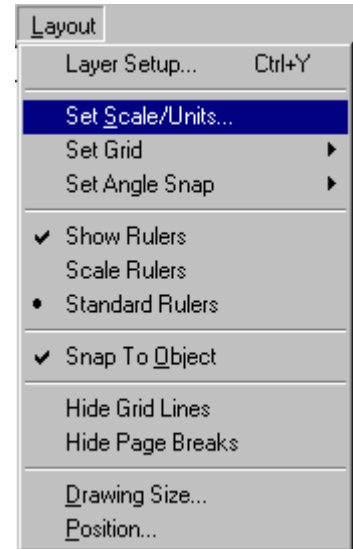 Layout
Layer Setup... Ctrl+Y
Set Scale/Units...
Set Grid
Set Angle Snap
Show Rulers
Scale Rulers
Standard Rulers
Snap To Object
Hide Grid Lines
Hide Page Breaks
Drawing Size...
Position...